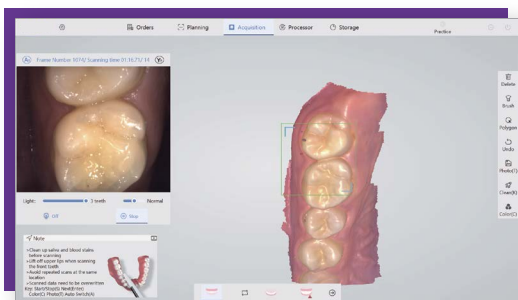 Orders
Planning
Acquisition
Processor
Storage
Practice
Frame Number 1074/ Scanning time 01:16.71/ 11
Light:
3 teeth
Normal
Off
Stop
Note
>Clean up saliva and blood stains
before scanning
>Lift off upper lips when scanning
the front teeth
>Avoid repeated scans at the same
location
>Scanned data need to be overwritten
Key: Start/Stop(S) Next(Enter)
Color(C) Photo(T) Auto Switch(A)
Delete
Brush
Polygon
Undo
Photo(T)
Clean(K)
Color(C)